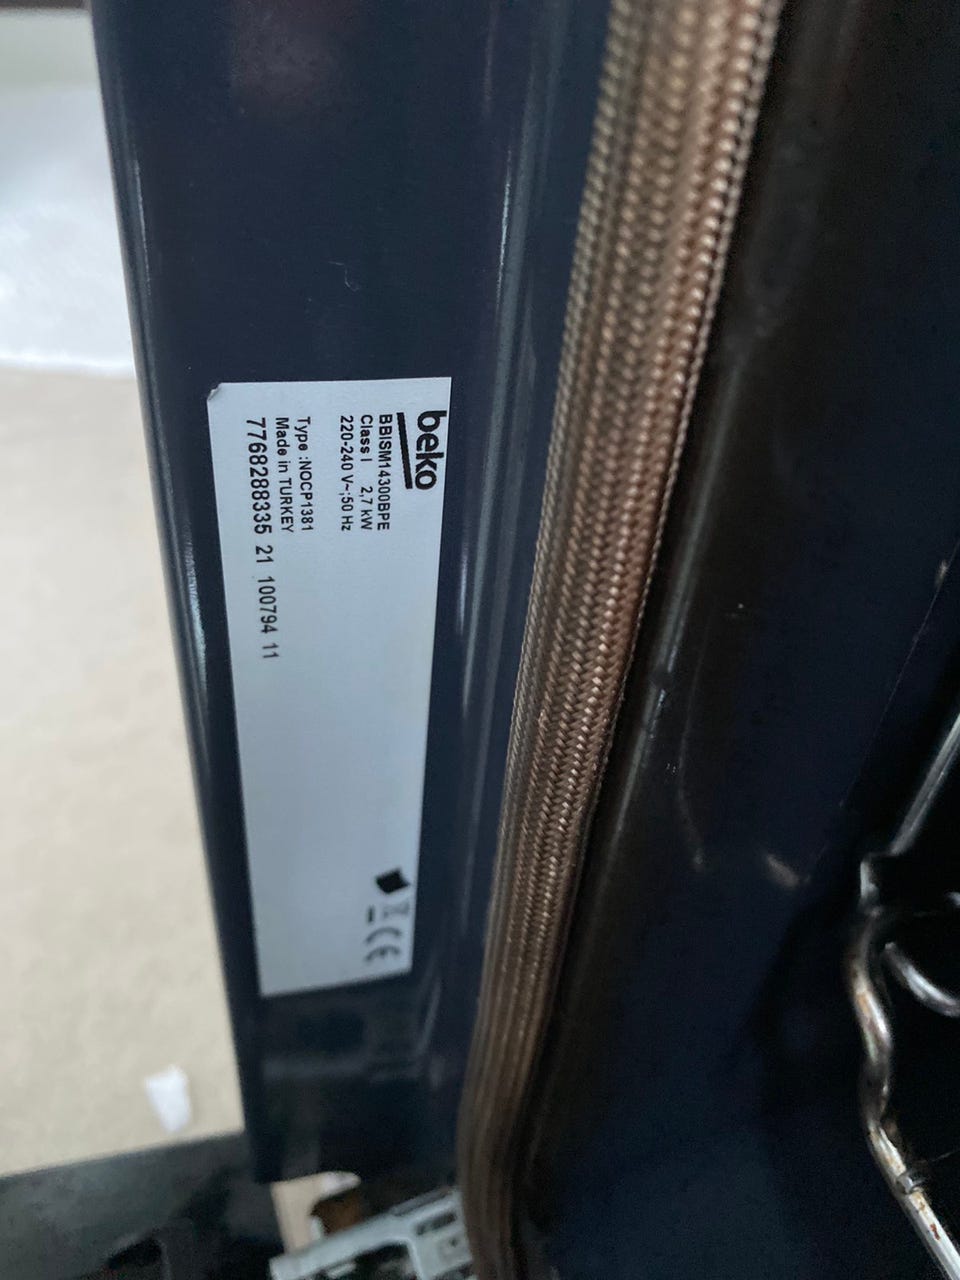 beko
BBISM14300BPE
Class I 2,7 kW
220-240 V~;50 Hz
Type :NOCP1381
Made in TURKEY
7768288335 21 100794 11
CE